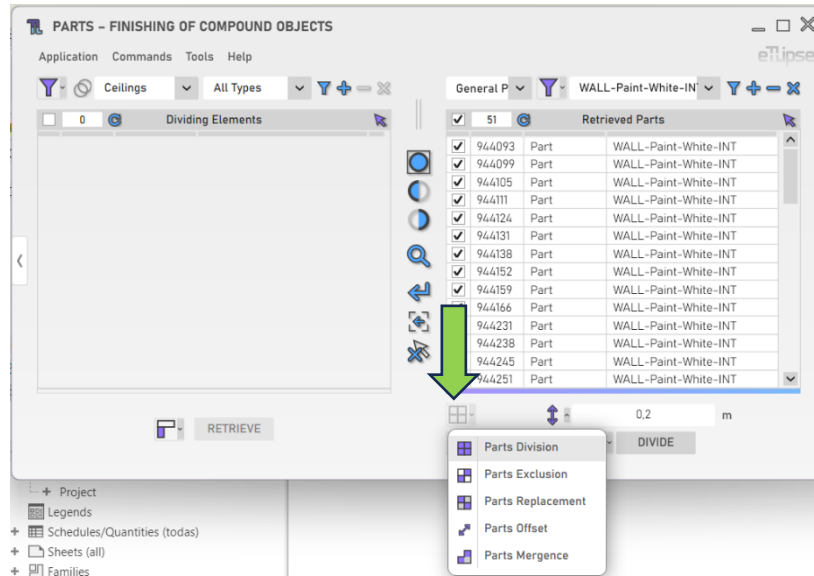 PARTS – FINISHING OF COMPOUND OBJECTS
Application Commands Tools Help
eTLipse
Ceilings All Types General P WALL-Paint-White-IN
0 Dividing Elements 51 Retrieved Parts
944093 Part WALL-Paint-White-INT
944099 Part WALL-Paint-White-INT
944105 Part WALL-Paint-White-INT
944111 Part WALL-Paint-White-INT
944124 Part WALL-Paint-White-INT
944131 Part WALL-Paint-White-INT
944138 Part WALL-Paint-White-INT
944152 Part WALL-Paint-White-INT
944159 Part WALL-Paint-White-INT
944166 Part WALL-Paint-White-INT
944231 Part WALL-Paint-White-INT
944238 Part WALL-Paint-White-INT
944245 Part WALL-Paint-White-INT
944251 Part WALL-Paint-White-INT
0,2 m
RETRIEVE
DIVIDE
Parts Division
Parts Exclusion
Parts Replacement
Parts Offset
Parts Mergence
Project
Legends
Schedules/Quantities (todas)
Sheets (all)
Families